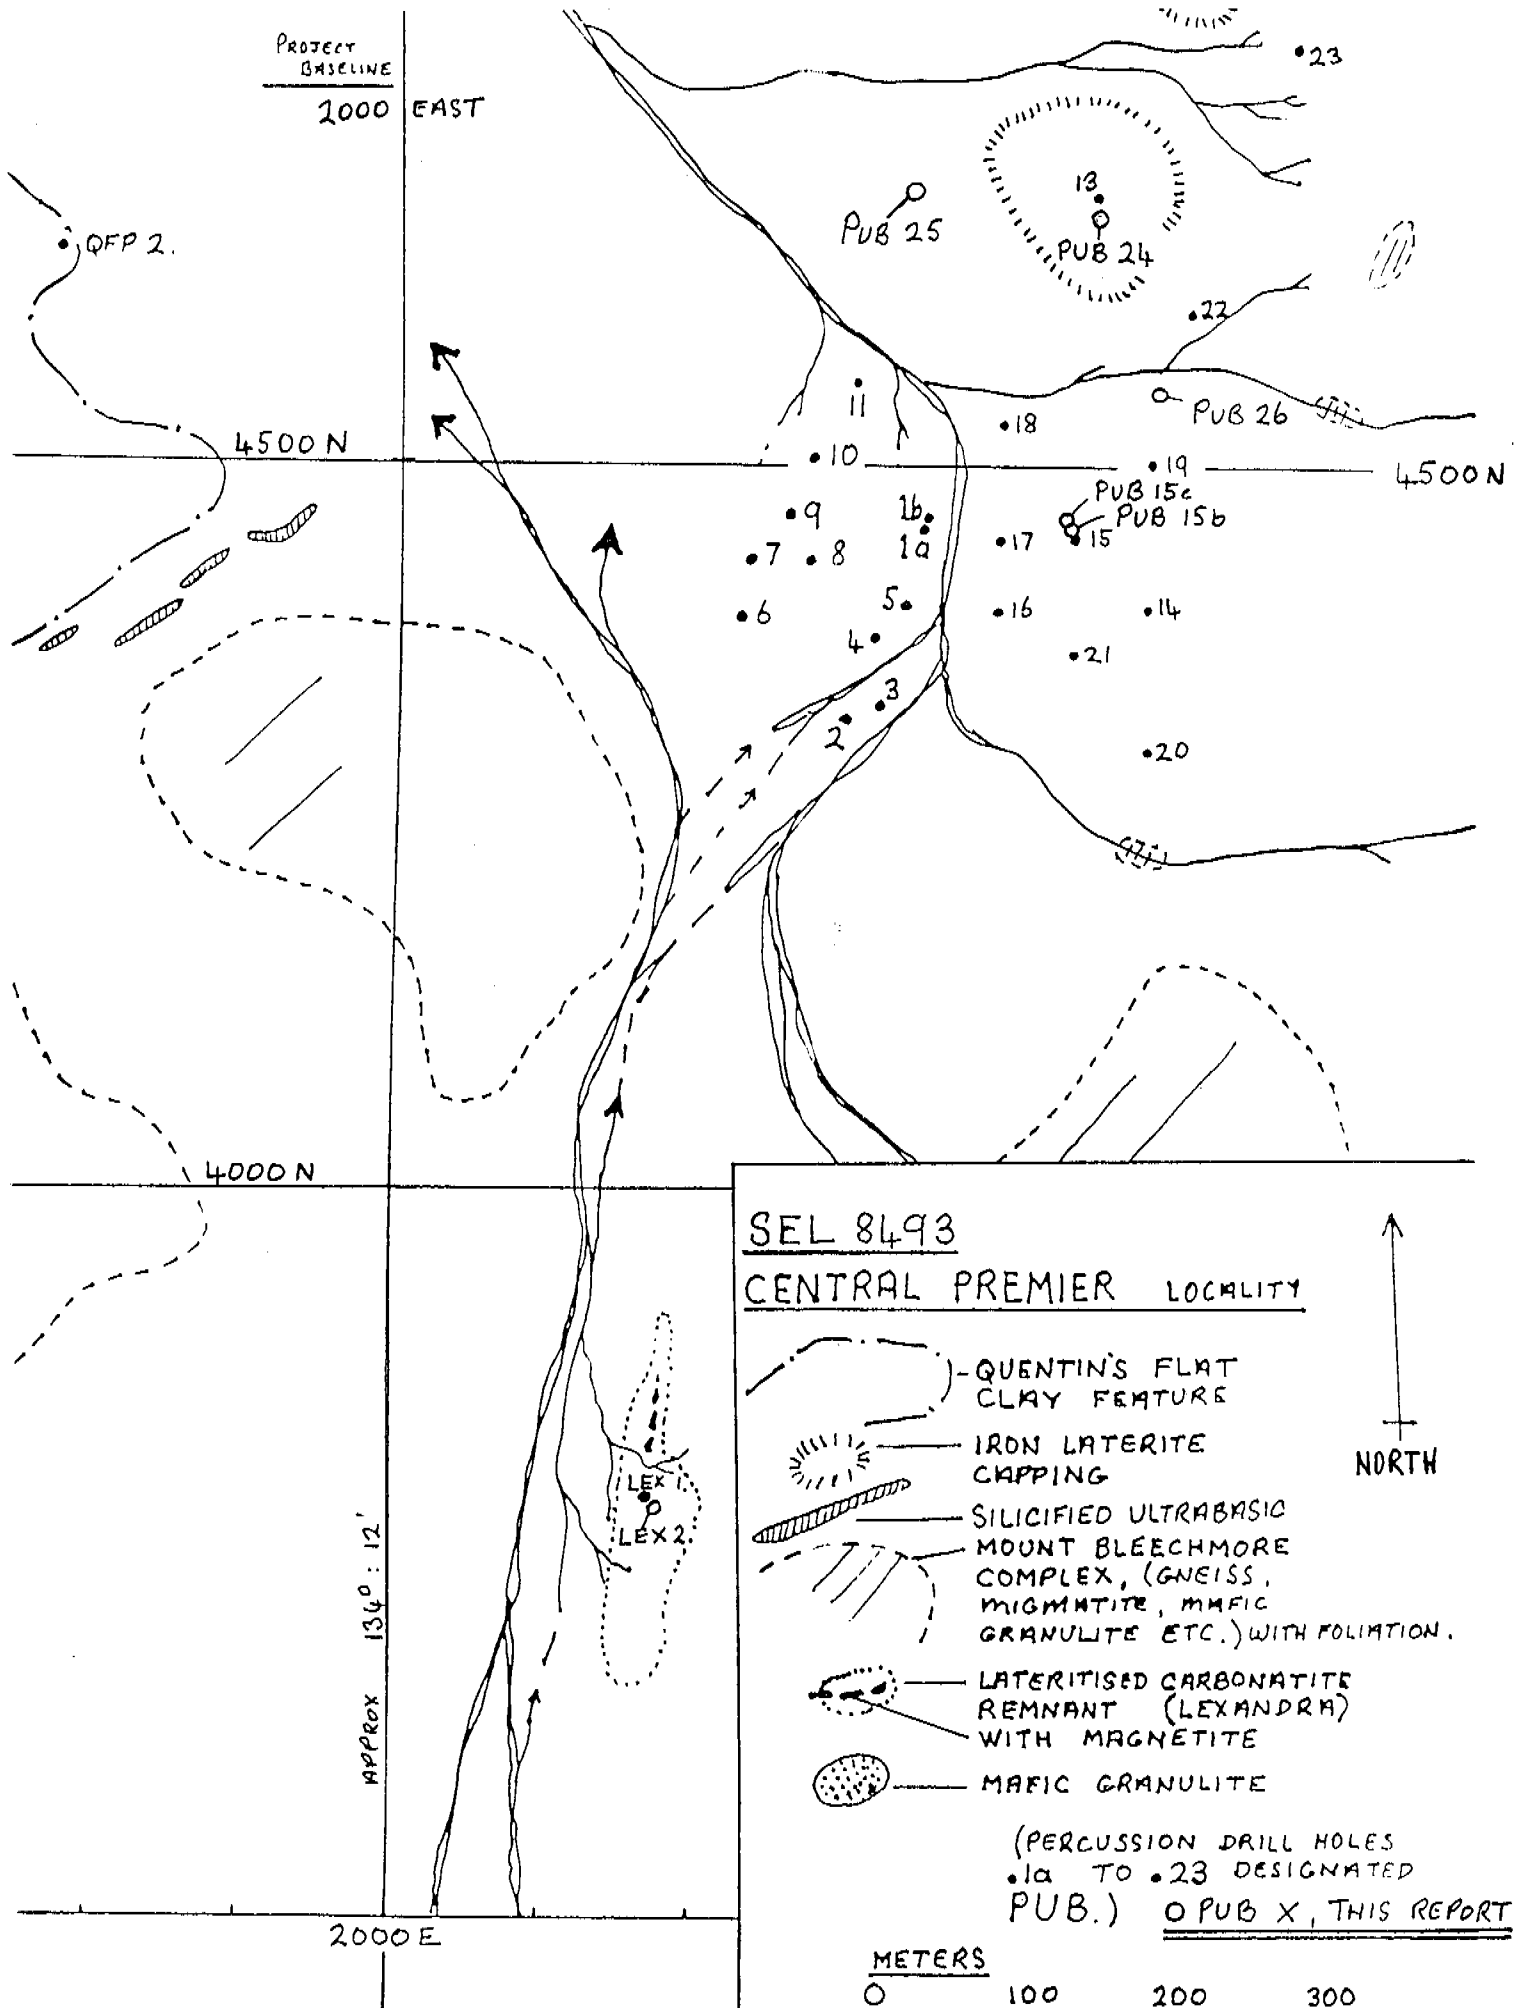 PROJECT
BASELINE
2000 EAST
23
13
PUB 25
PUB 24
QFP 2.
22
11
PUB 26
18
4500 N
10
19
4500 N
PUB 15c
9
1b
PUB 15b
7
8
1a
17
15
6
5
16
14
4
21
3
2
20
4000 N
SEL 8493
CENTRAL PREMIER LOCALITY
QUENTIN'S FLAT
CLAY FEATURE
IRON LATERITE
CAPPING
NORTH
LEX 1.
LEX 2.
SILICIFIED ULTRABASIC
MOUNT BLEECHMORE
COMPLEX, (GNEISS,
MIGMATITE, MAFIC
GRANULITE ETC.) WITH FOLIATION.
APPROX 134° : 12'
LATERITISED CARBONATITE
REMNANT (LEXANDRA)
WITH MAGNETITE
MAFIC GRANULITE
(PERCUSSION DRILL HOLES
.1a TO .23 DESIGNATED
PUB.) O PUB X, THIS REPORT
2000 E
METERS
0 100 200 300